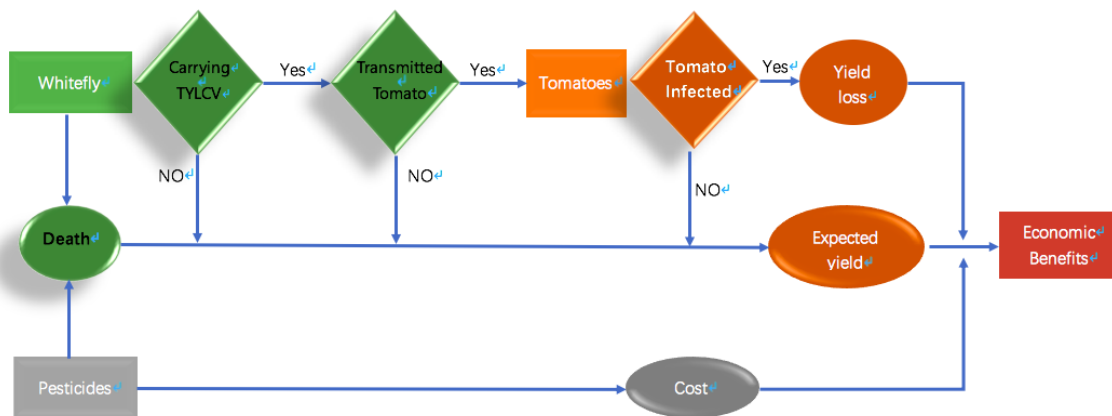 Whitefly
Carrying
TYLCV
Yes
Transmitted
Tomato
Yes
Tomatoes
Tomato
Infected
Yes
Yield
loss
NO
NO
NO
Death
Expected
yield
Economic
Benefits
Pesticides
Cost